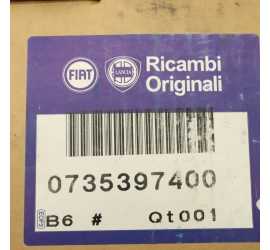 FIAT
LANCIA
Ricambi
Originali
0735397400
B6 # Qt001